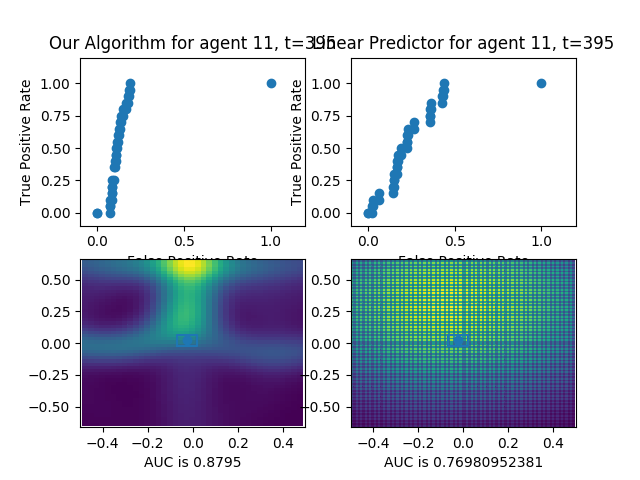 Our Algorithm for agent 11, t=395
Linear Predictor for agent 11, t=395
True Positive Rate
1.00
0.75
0.50
0.25
0.00
0.0 0.5 1.0
False Positive Rate
True Positive Rate
1.00
0.75
0.50
0.25
0.00
0.0 0.5 1.0
False Positive Rate
0.50
0.25
0.00
−0.25
−0.50
−0.4 −0.2 0.0 0.2 0.4
AUC is 0.8795
0.50
0.25
0.00
−0.25
−0.50
−0.4 −0.2 0.0 0.2 0.4
AUC is 0.76980952381